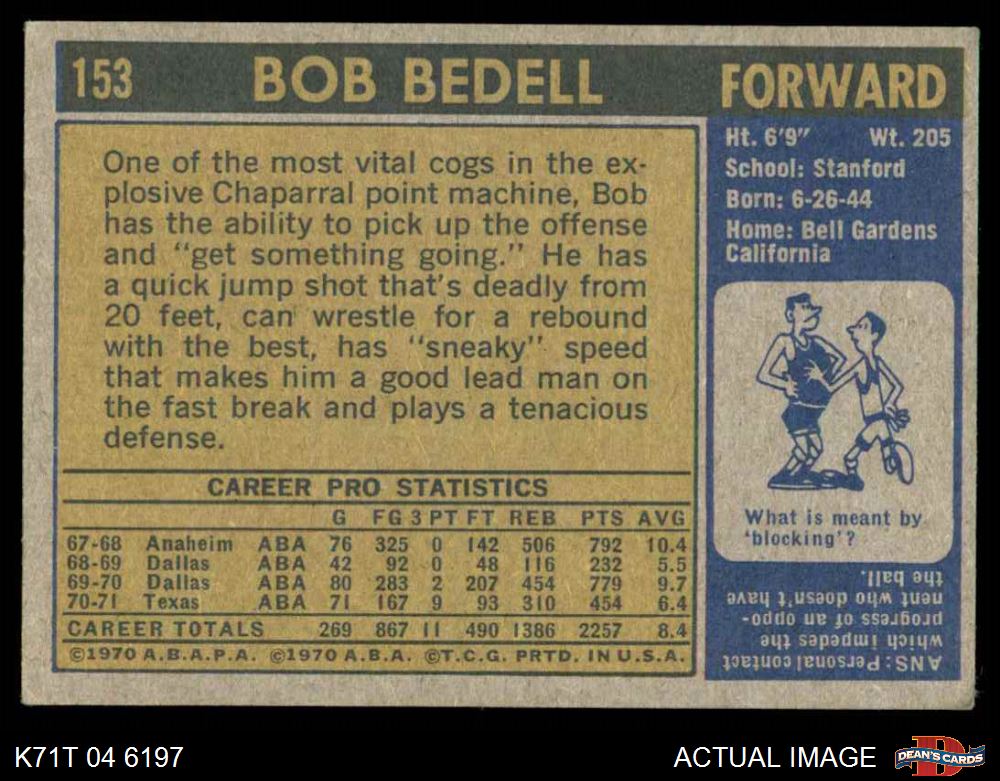 153 BOB BEDELL FORWARD
One of the most vital cogs in the ex-
plosive Chaparral point machine, Bob
has the ability to pick up the offense
and “get something going.” He has
a quick jump shot that's deadly from
20 feet, can wrestle for a rebound
with the best, has “sneaky” speed
that makes him a good lead man on
the fast break and plays a tenacious
defense.
CAREER PRO STATISTICS
G FG 3 PT FT REB PTS AVG
67-68 Anaheim ABA 76 325 0 142 506 792 10.4
68-69 Dallas ABA 42 92 0 48 116 232 5.5
69-70 Dallas ABA 80 283 2 207 454 779 9.7
70-71 Texas ABA 71 167 9 93 310 454 6.4
CAREER TOTALS 269 867 11 490 1386 2257 8.4
©1970 A.B.A.P.A. ©1970 A.B.A. ©T.C.G. PRTD. IN U.S.A.
Ht. 6'9" Wt. 205
School: Stanford
Born: 6-26-44
Home: Bell Gardens
California
What is meant by
'blocking'?
ANS: Personal contact
which impedes the
progress of an oppo-
nent who doesn't have
the ball.
K71T 04 6197 ACTUAL IMAGE
D
DEAN'S CARDS